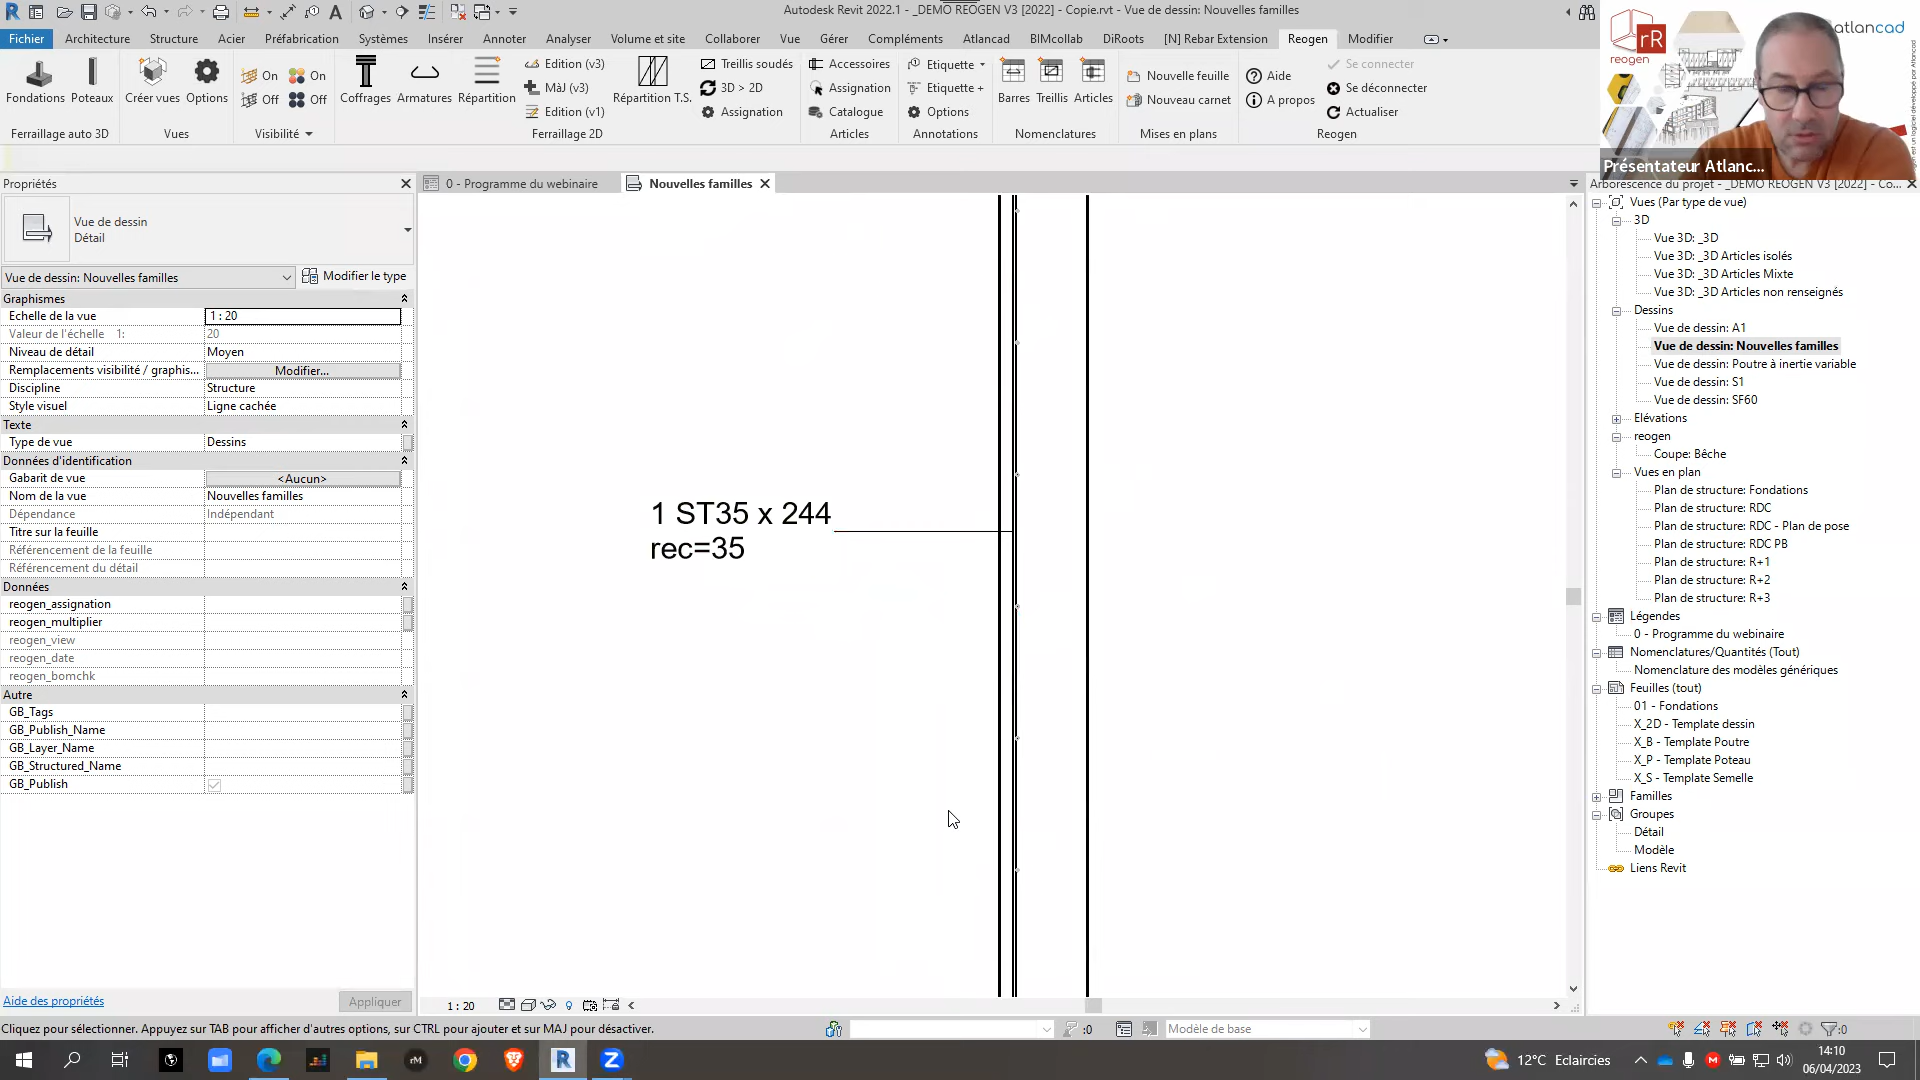 Autodesk Revit 2022.1 - _DEMO REOGEN V3 [2022] - Copie.rvt - Vue de dessin: Nouvelles familles
Fichier Architecture Structure Acier Préfabrication Systèmes Insérer Annoter Analyser Volume et site Collaborer Vue Gérer Compléments Atlancad BIMcollab DiRoots [N] Rebar Extension Reogen Modifier
Fondations Poteaux
Ferraillage auto 3D
Créer vues Options
Vues
On On
Off Off
Visibilité
Coffrages Armatures Répartition
Edition (v3)
MàJ (v3)
Edition (v1)
Répartition T.S.
Treillis soudés
3D > 2D
Assignation
Ferraillage 2D
Accessoires
Assignation
Catalogue
Articles
Etiquette
Etiquette +
Options
Annotations
Barres Treillis Articles
Nomenclatures
Nouvelle feuille
Nouveau carnet
Mises en plans
Aide
A propos
Se connecter
Se déconnecter
Actualiser
Reogen
rR
reogen
atlancad
Présentateur Atlanc...
Propriétés
Vue de dessin
Détail
Vue de dessin: Nouvelles familles
Modifier le type
Graphismes
Echelle de la vue 1 : 20
Valeur de l'échelle 1: 20
Niveau de détail Moyen
Remplacements visibilité / graphis... Modifier...
Discipline Structure
Style visuel Ligne cachée
Texte
Type de vue Dessins
Données d'identification
Gabarit de vue <Aucun>
Nom de la vue Nouvelles familles
Dépendance Indépendant
Titre sur la feuille
Référencement de la feuille
Référencement du détail
Données
reogen_assignation
reogen_multiplier
reogen_view
reogen_date
reogen_bomchk
Autre
GB_Tags
GB_Publish_Name
GB_Layer_Name
GB_Structured_Name
GB_Publish
Aide des propriétés
Appliquer
0 - Programme du webinaire
Nouvelles familles
1 ST35 x 244
rec=35
1 : 20
Arborescence du projet - _DEMO REOGEN V3 [2022] - Co...
Vues (Par type de vue)
3D
Vue 3D: _3D
Vue 3D: _3D Articles isolés
Vue 3D: _3D Articles Mixte
Vue 3D: _3D Articles non renseignés
Dessins
Vue de dessin: A1
Vue de dessin: Nouvelles familles
Vue de dessin: Poutre à inertie variable
Vue de dessin: S1
Vue de dessin: SF60
Elévations
reogen
Coupe: Bêche
Vues en plan
Plan de structure: Fondations
Plan de structure: RDC
Plan de structure: RDC - Plan de pose
Plan de structure: RDC PB
Plan de structure: R+1
Plan de structure: R+2
Plan de structure: R+3
Légendes
0 - Programme du webinaire
Nomenclatures/Quantités (Tout)
Nomenclature des modèles génériques
Feuilles (tout)
01 - Fondations
X_2D - Template dessin
X_B - Template Poutre
X_P - Template Poteau
X_S - Template Semelle
Familles
Groupes
Détail
Modèle
Liens Revit
Cliquez pour sélectionner. Appuyez sur TAB pour afficher d'autres options, sur CTRL pour ajouter et sur MAJ pour désactiver.
:0
Modèle de base
:0
12°C Eclaircies
14:10
06/04/2023